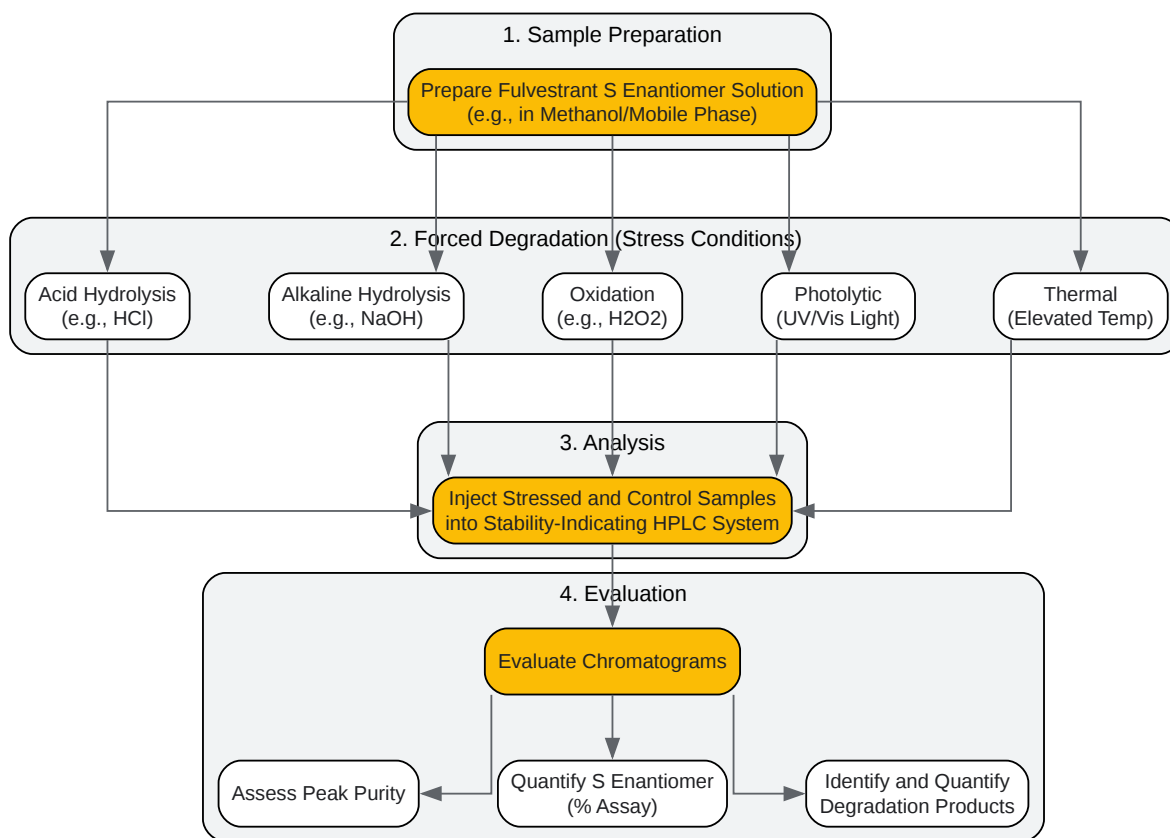 1. Sample Preparation
Prepare Fulvestrant S Enantiomer Solution
(e.g., in Methanol/Mobile Phase)
2. Forced Degradation (Stress Conditions)
Acid Hydrolysis
(e.g., HCl)
Alkaline Hydrolysis
(e.g., NaOH)
Oxidation
(e.g., H2O2)
Photolytic
(UV/Vis Light)
Thermal
(Elevated Temp)
3. Analysis
Inject Stressed and Control Samples
into Stability-Indicating HPLC System
4. Evaluation
Evaluate Chromatograms
Assess Peak Purity
Quantify S Enantiomer
(% Assay)
Identify and Quantify
Degradation Products